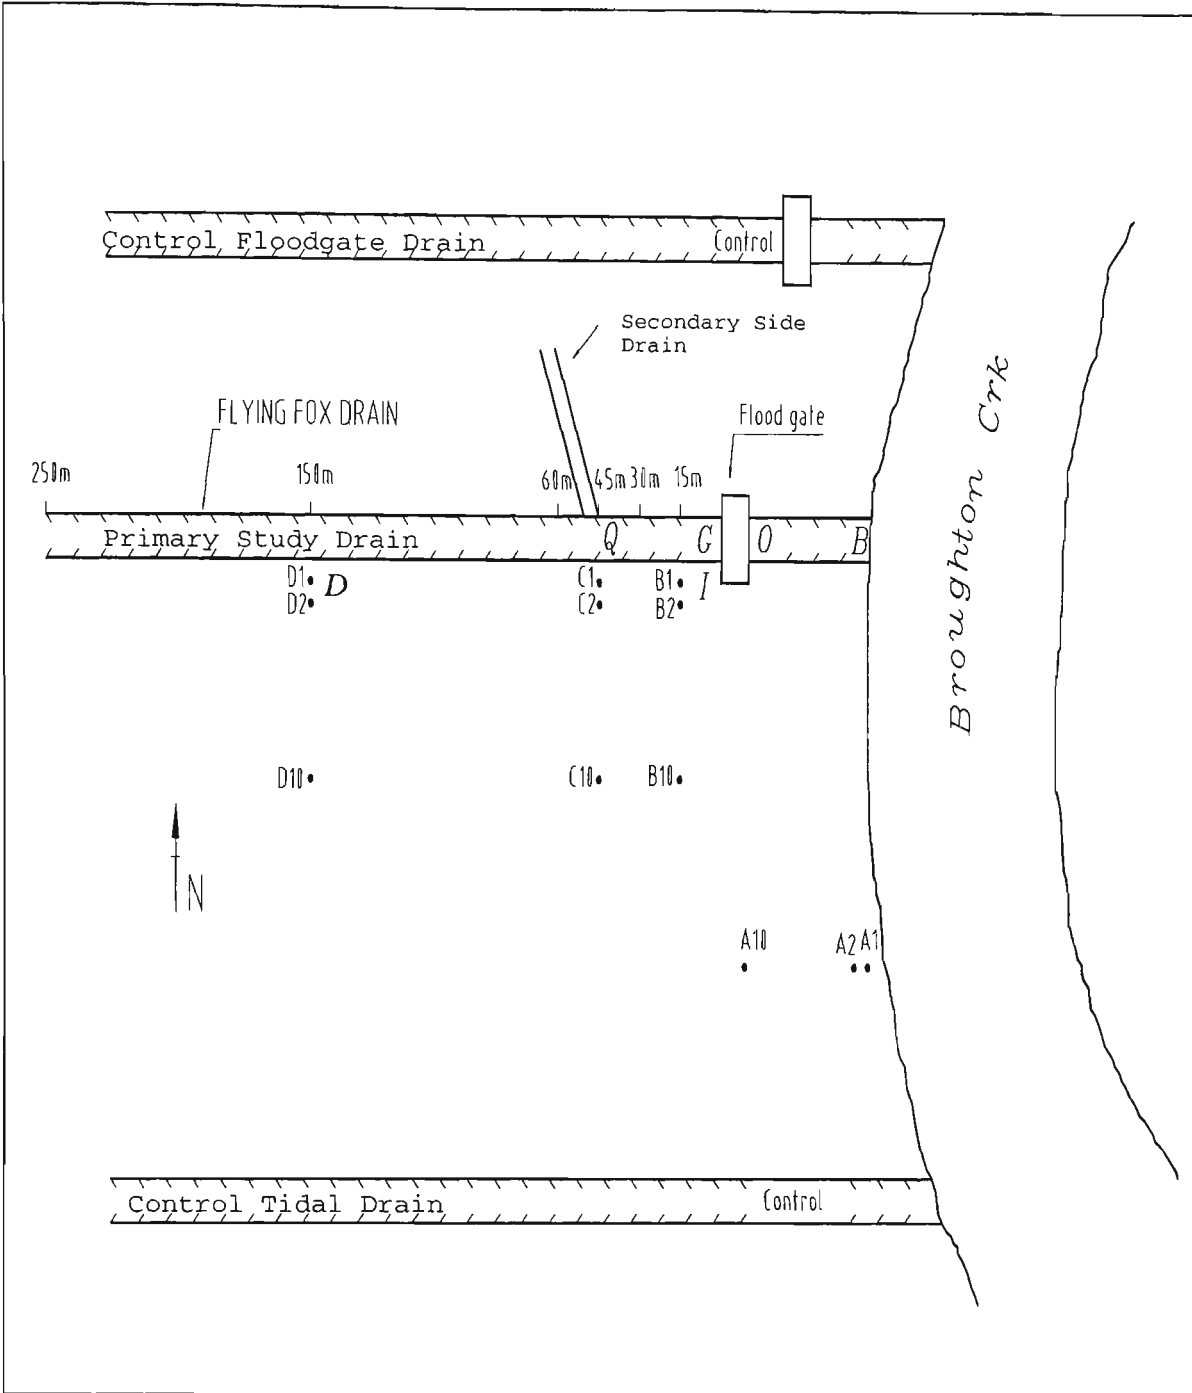 Control Floodgate Drain Control
Secondary Side
Drain
FLYING FOX DRAIN
Flood gate
250m 150m 60m 45m 30m 15m
Primary Study Drain Q G O B
D1 D C1 B1 I
D2 C2 B2
Broughton Crk
D10 C10 B10
N
A10 A2 A1
Control Tidal Drain Control